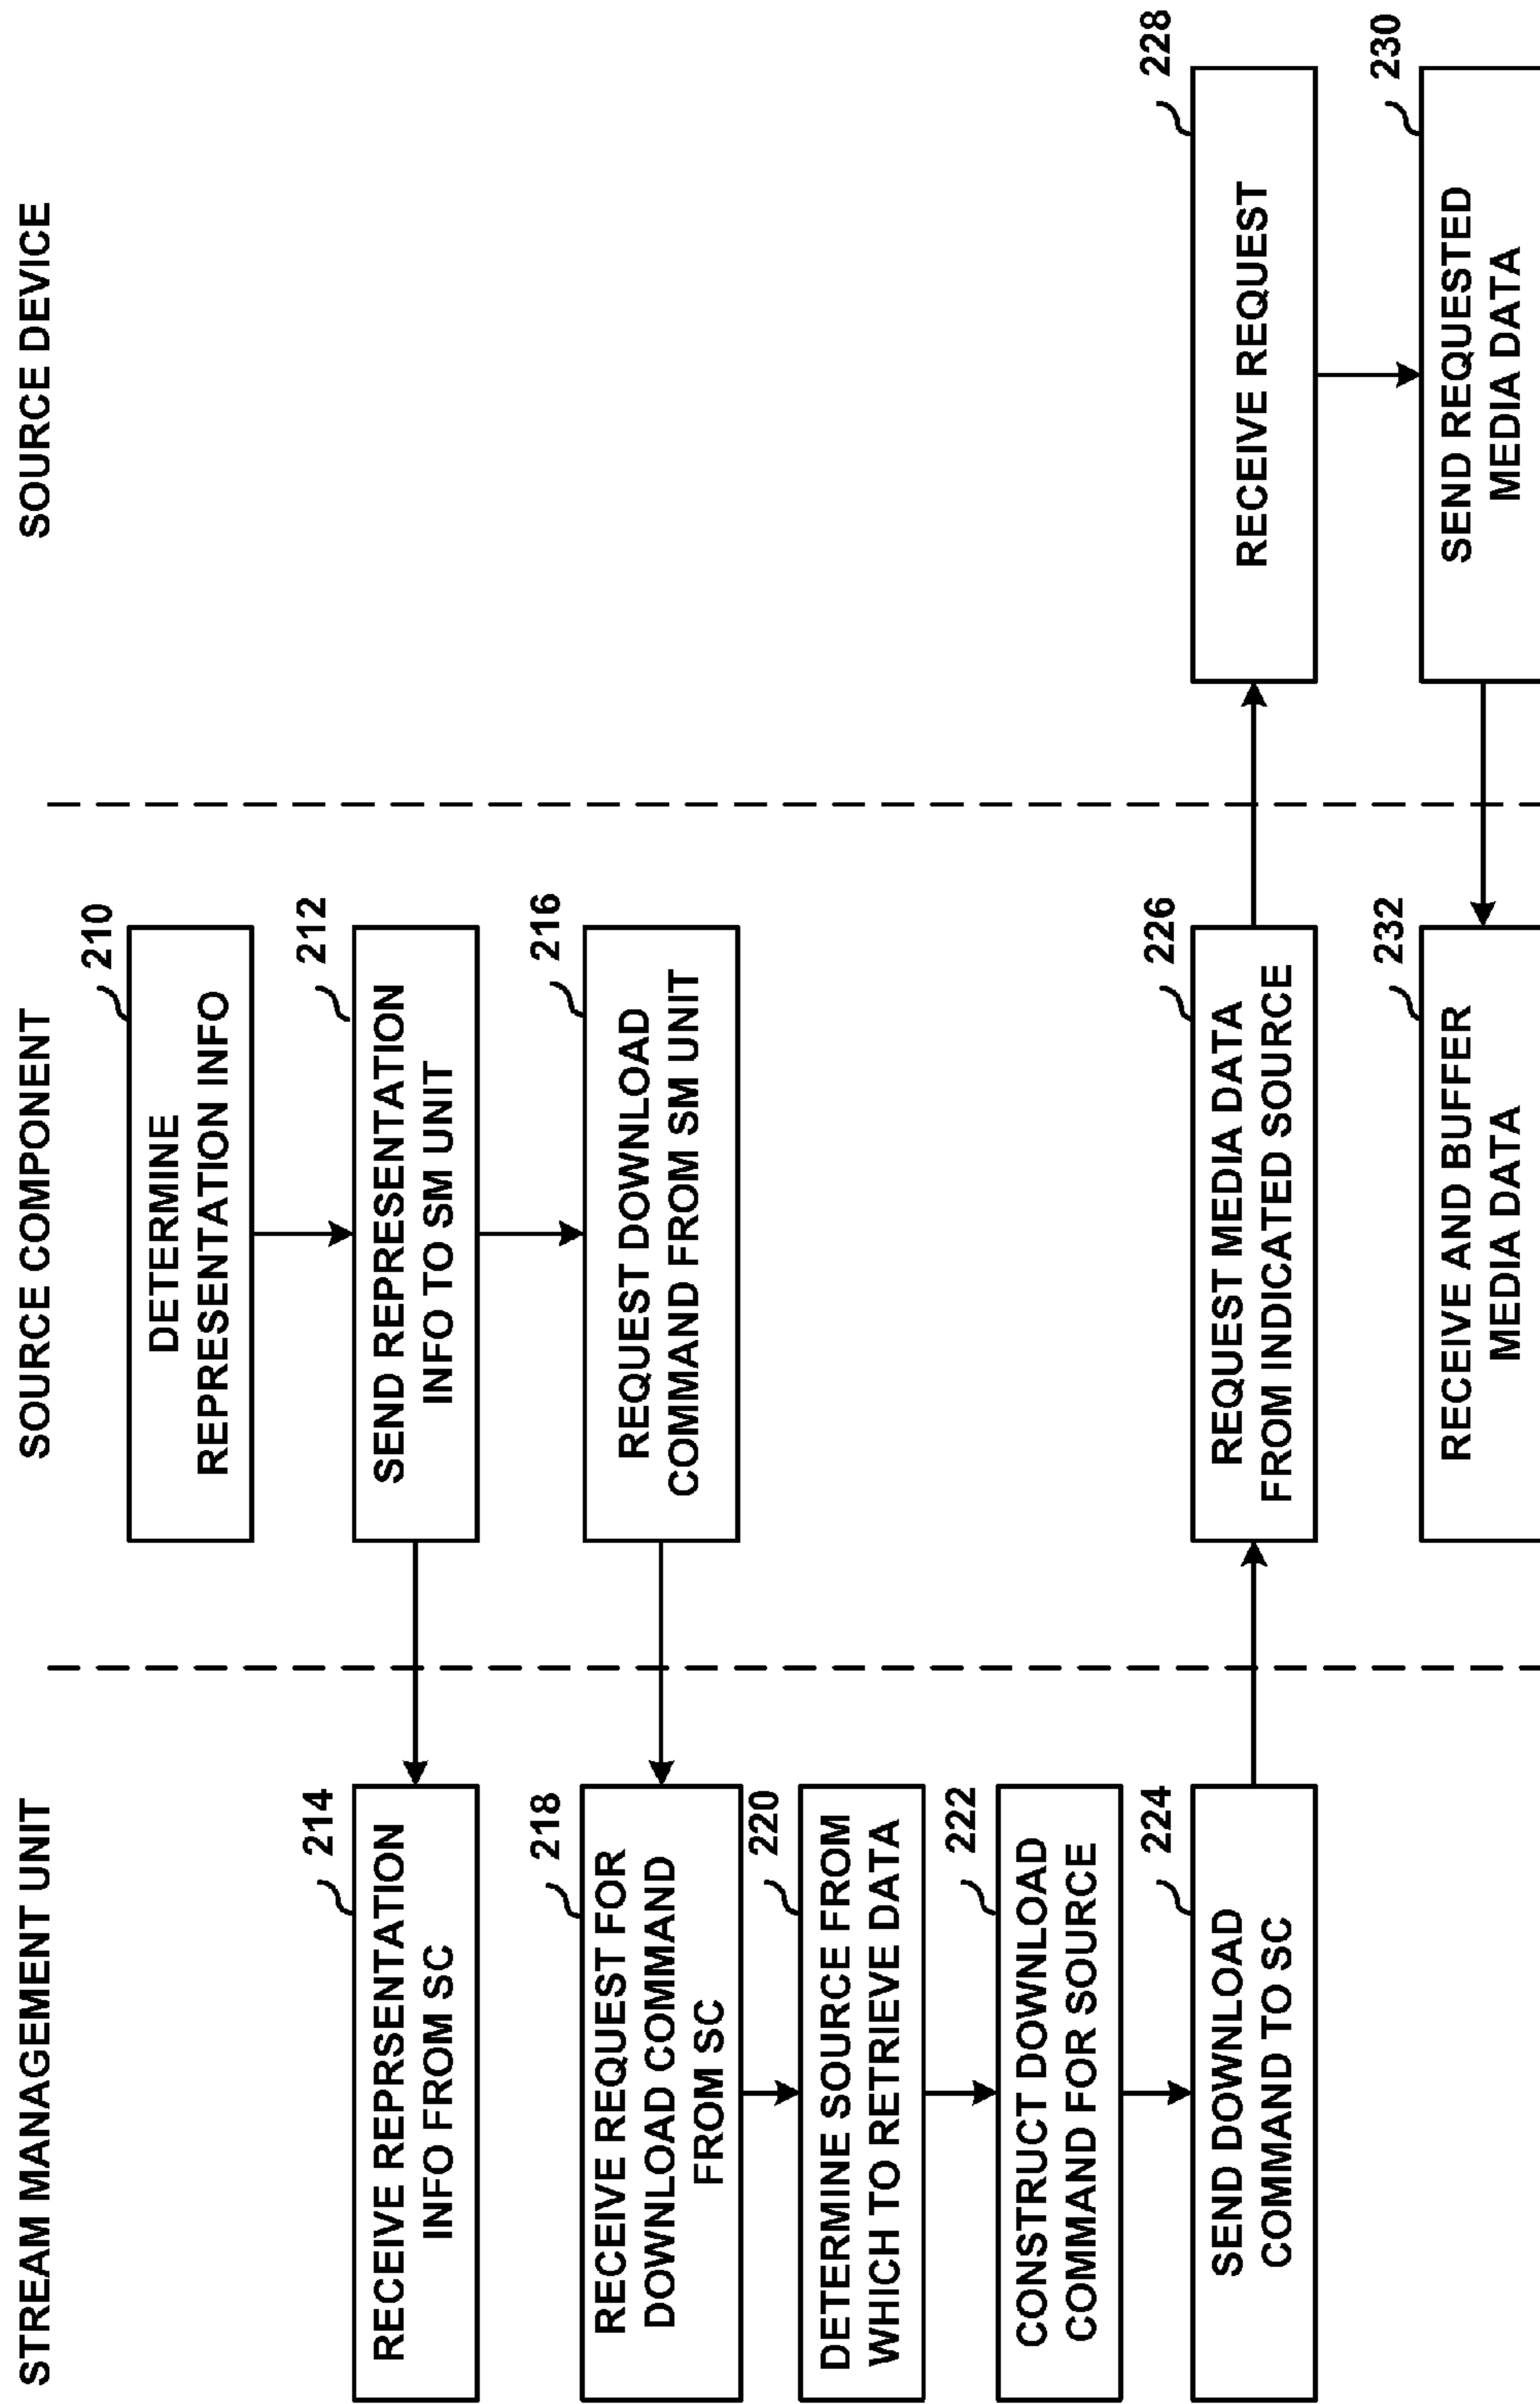 STREAM MANAGEMENT UNIT
SOURCE COMPONENT
SOURCE DEVICE
210
DETERMINE
REPRESENTATION INFO
212
SEND REPRESENTATION
INFO TO SM UNIT
214
RECEIVE REPRSENTATION
INFO FROM SC
216
REQUEST DOWNLOAD
COMMAND FROM SM UNIT
218
RECEIVE REQUEST FOR
DOWNLOAD COMMAND
FROM SC
220
DETERMINE SOURCE FROM
WHICH TO RETRIEVE DATA
222
CONSTRUCT DOWNLOAD
COMMAND FOR SOURCE
224
SEND DOWNLOAD
COMMAND TO SC
226
REQUEST MEDIA DATA
FROM INDICATED SOURCE
228
RECEIVE REQUEST
230
SEND REQUESTED
MEDIA DATA
232
RECEIVE AND BUFFER
MEDIA DATA